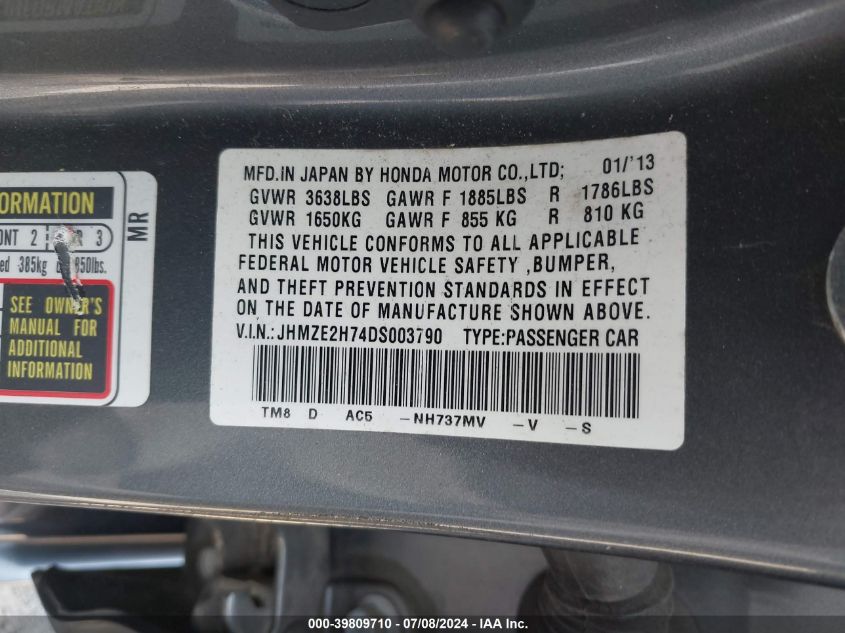 ORMATION
ONT 2 R 3
ed 385kg 850lbs.
SEE OWNER'S
MANUAL FOR
ADDITIONAL
INFORMATION
MR
MFD.IN JAPAN BY HONDA MOTOR CO.,LTD; 01/'13
GVWR 3638LBS GAWR F 1885LBS R 1786LBS
GVWR 1650KG GAWR F 855 KG R 810 KG
THIS VEHICLE CONFORMS TO ALL APPLICABLE
FEDERAL MOTOR VEHICLE SAFETY ,BUMPER,
AND THEFT PREVENTION STANDARDS IN EFFECT
ON THE DATE OF MANUFACTURE SHOWN ABOVE.
V.I.N.:JHMZE2H74DS003790 TYPE:PASSENGER CAR
TM8 D AC5 -NH737MV -V -S
000-39809710 - 07/08/2024 - IAA Inc.